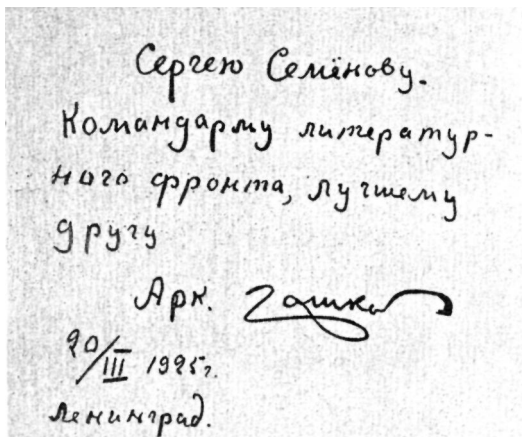 Сергею Семёнову.
Командарму литератур-
ного фронта, лучшему
другу
Арк.
20/III 1925г.
Ленинград.